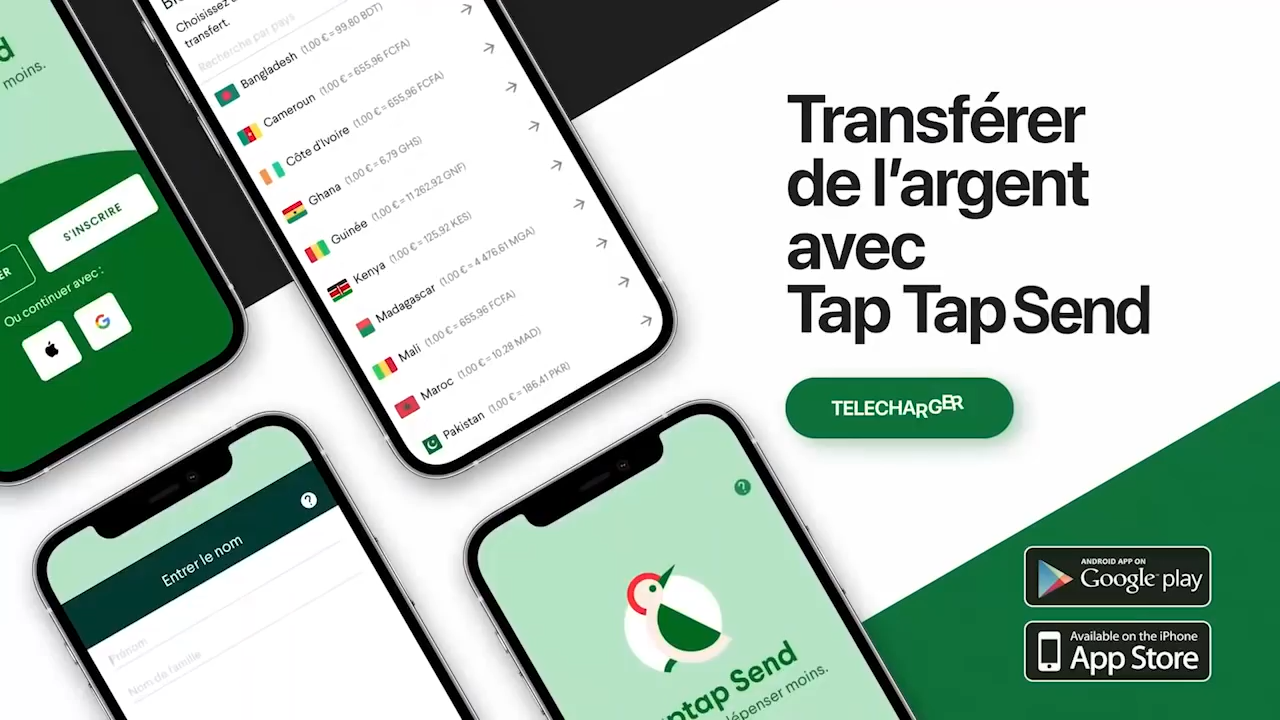 d
moins.
S'INSCRIRE
ER
Ou continuer avec :
Choisissez
transfert.
Recherche par pays
Bangladesh (1,00 € = 99.80 BDT)
Cameroun (1,00 € = 655,96 FCFA)
Côte d'Ivoire (1,00 € = 655,96 FCFA)
Ghana (1,00 € = 6,79 GHS)
Guinée (1,00 € = 11 262,92 GNF)
Kenya (1,00 € = 125,92 KES)
Madagascar (1,00 € = 4 476,61 MGA)
Mali (1,00 € = 655,96 FCFA)
Maroc (1,00 € = 10.28 MAD)
Pakistan (1,00 € = 186.41 PKR)
Transférer
de l'argent
avec
Tap Tap Send
TELECHARGER
Entrer le nom
?
Prénom
Nom de famille
?
ptap Send
dépenser moins.
ANDROID APP ON
Google play
Available on the iPhone
App Store